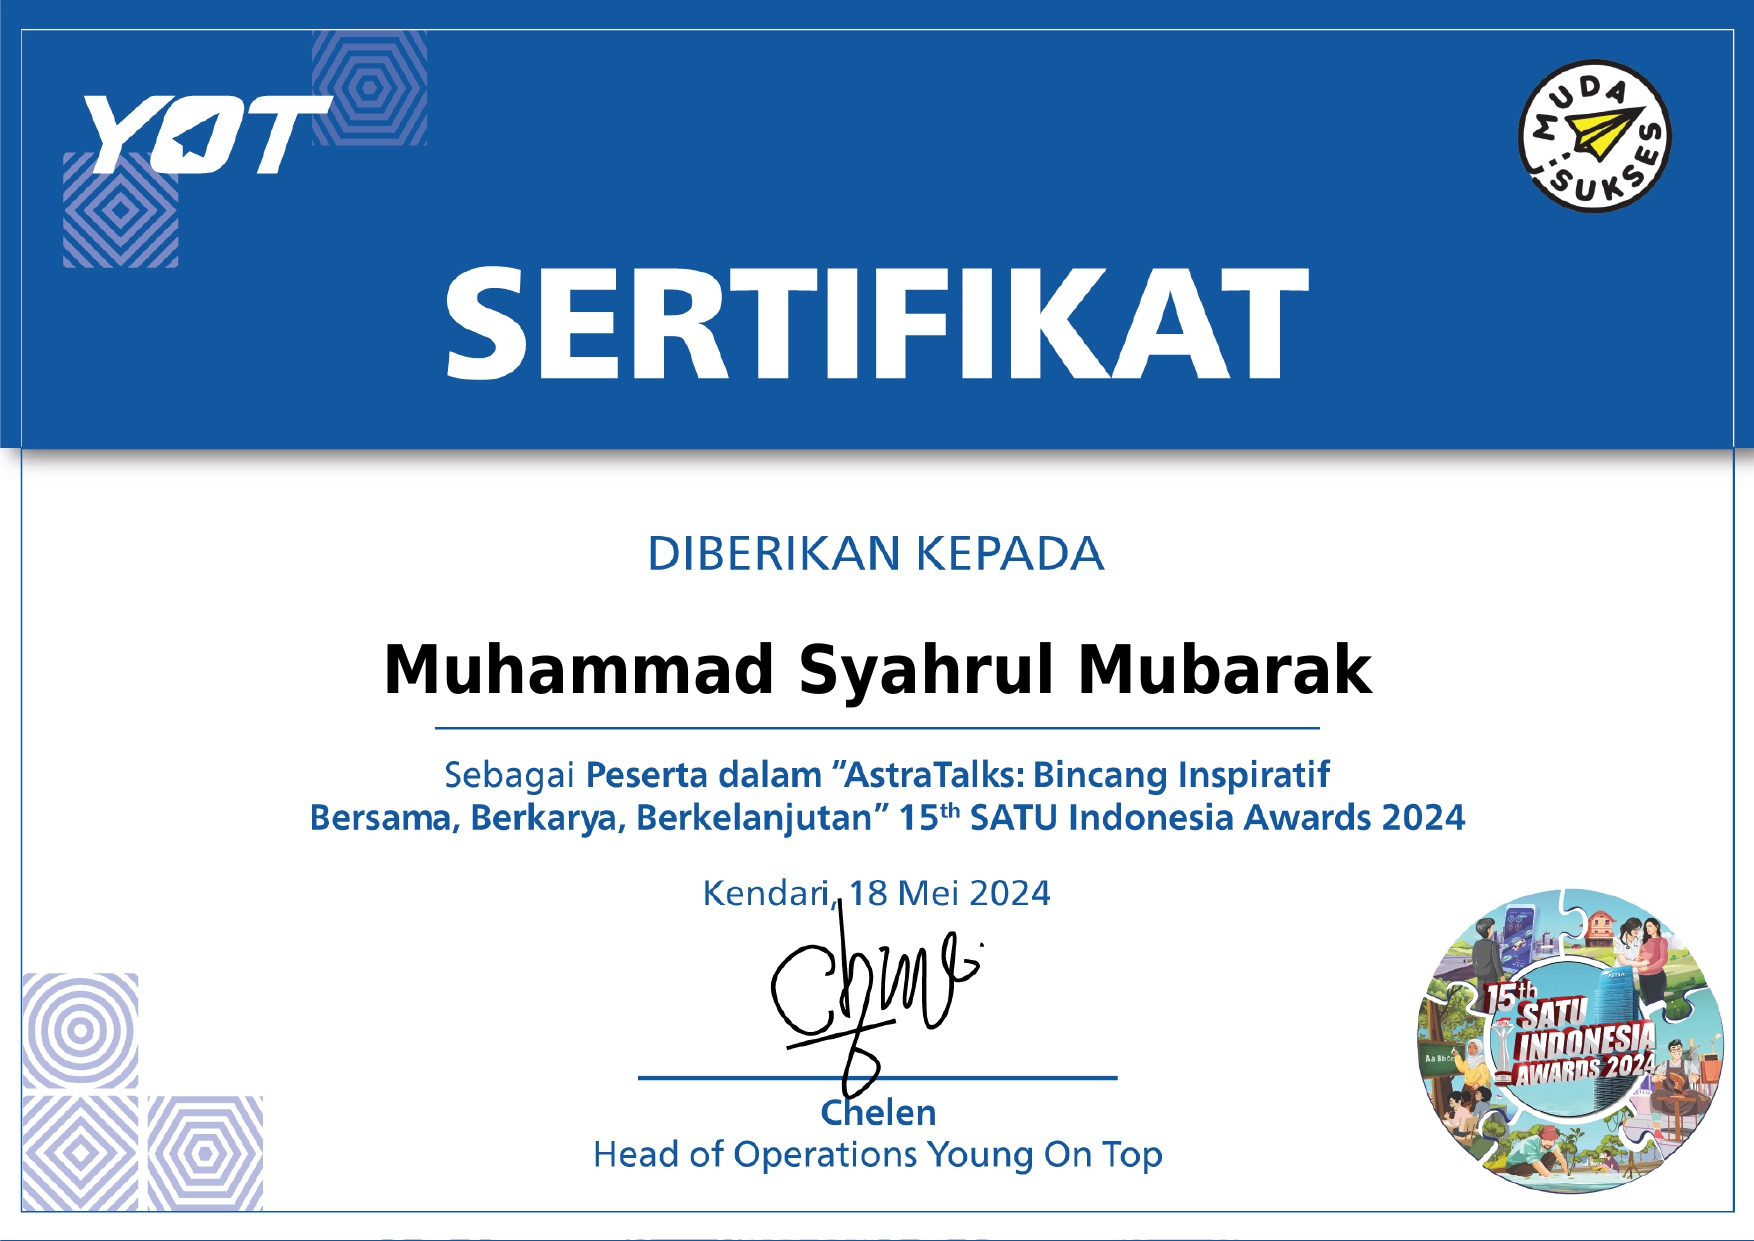 YOT
MUDA
SUKSES
SERTIFIKAT
DIBERIKAN KEPADA
Muhammad Syahrul Mubarak
Sebagai Peserta dalam ”AstraTalks: Bincang Inspiratif
Bersama, Berkarya, Berkelanjutan” 15th SATU Indonesia Awards 2024
Kendari, 18 Mei 2024
Chelen
Head of Operations Young On Top
ASTRA
15th
SATU
INDONESIA
AWARDS 2024